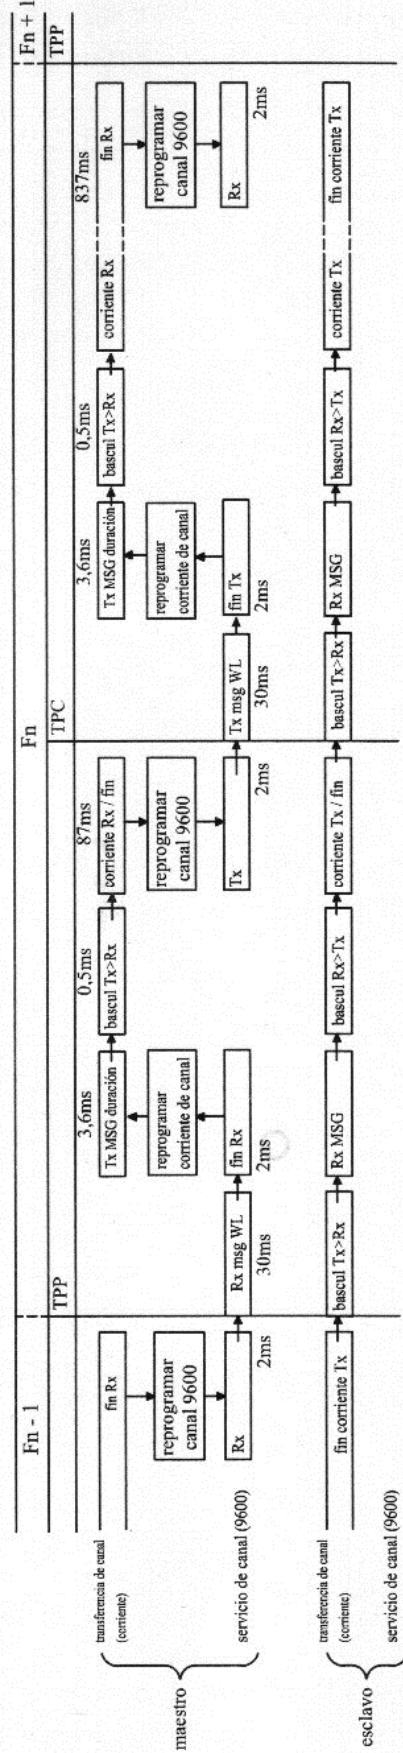 Fn - 1
Fn
Fn + 1
TPP
TPC
TPP
maestro
transferencia de canal
(corriente)
fin Rx
3,6ms
Tx MSG duración
0,5ms
bascul Tx>Rx
87ms
corriente Rx / fin
3,6ms
Tx MSG duración
0,5ms
bascul Tx>Rx
corriente Rx
837ms
fin Rx
reprogramar
canal 9600
reprogramar
corriente de canal
reprogramar
canal 9600
reprogramar
corriente de canal
reprogramar
canal 9600
servicio de canal (9600)
Rx
2ms
Rx msg WL
30ms
fin Rx
2ms
Tx
2ms
Tx msg WL
30ms
fin Tx
2ms
Rx
2ms
esclavo
transferencia de canal
(corriente)
fin corriente Tx
bascul Tx>Rx
Rx MSG
bascul Rx>Tx
corriente Tx / fin
bascul Tx>Rx
Rx MSG
bascul Rx>Tx
corriente Tx
fin corriente Tx
servicio de canal (9600)